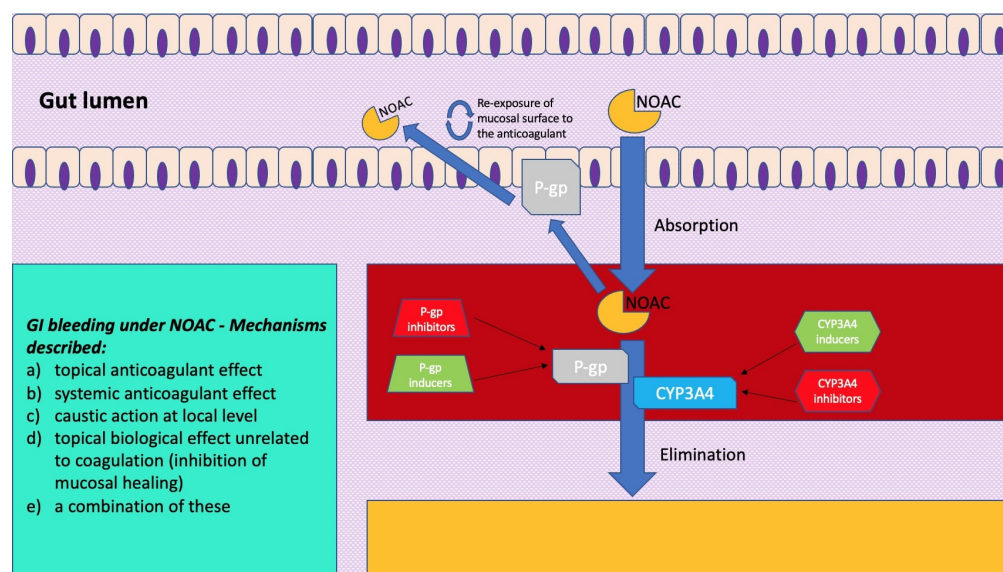 Gut lumen
NOAC
Re-exposure of
mucosal surface to
the anticoagulant
NOAC
P-gp
Absorption
NOAC
P-gp
inhibitors
P-gp
inducers
P-gp
CYP3A4
CYP3A4
inducers
CYP3A4
inhibitors
Elimination
GI bleeding under NOAC - Mechanisms
described:
a) topical anticoagulant effect
b) systemic anticoagulant effect
c) caustic action at local level
d) topical biological effect unrelated
to coagulation (inhibition of
mucosal healing)
e) a combination of these